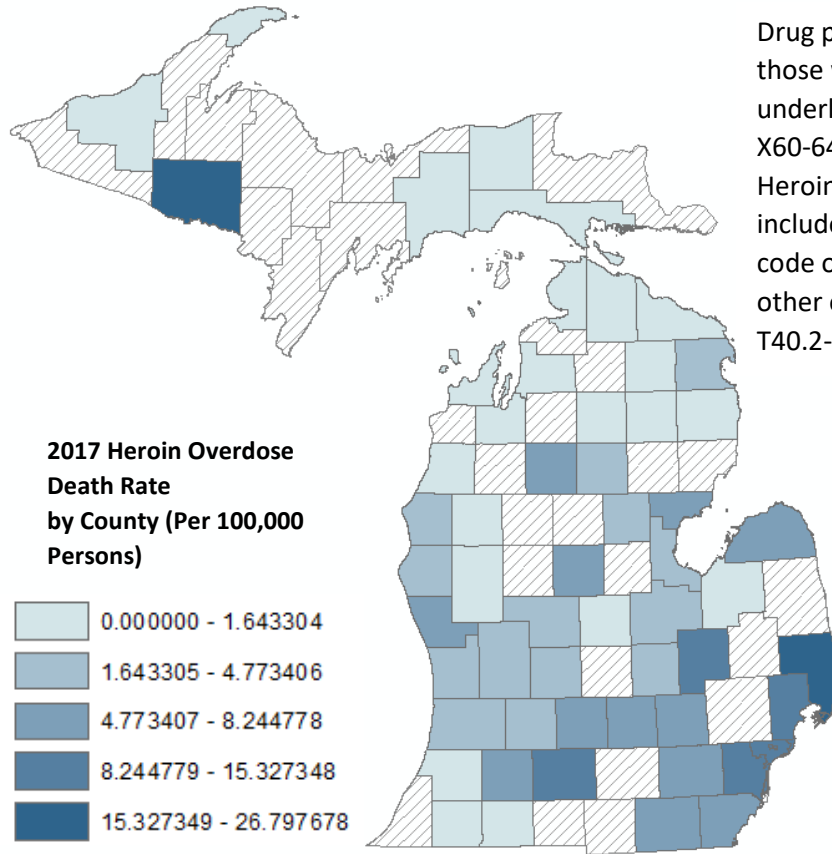 Drug p
those
underl
X60-64
Heroin
include
code o
other
T40.2-
2017 Heroin Overdose
Death Rate
by County (Per 100,000
Persons)
0.000000 - 1.643304
1.643305 - 4.773406
4.773407 - 8.244778
8.244779 - 15.327348
15.327349 - 26.797678